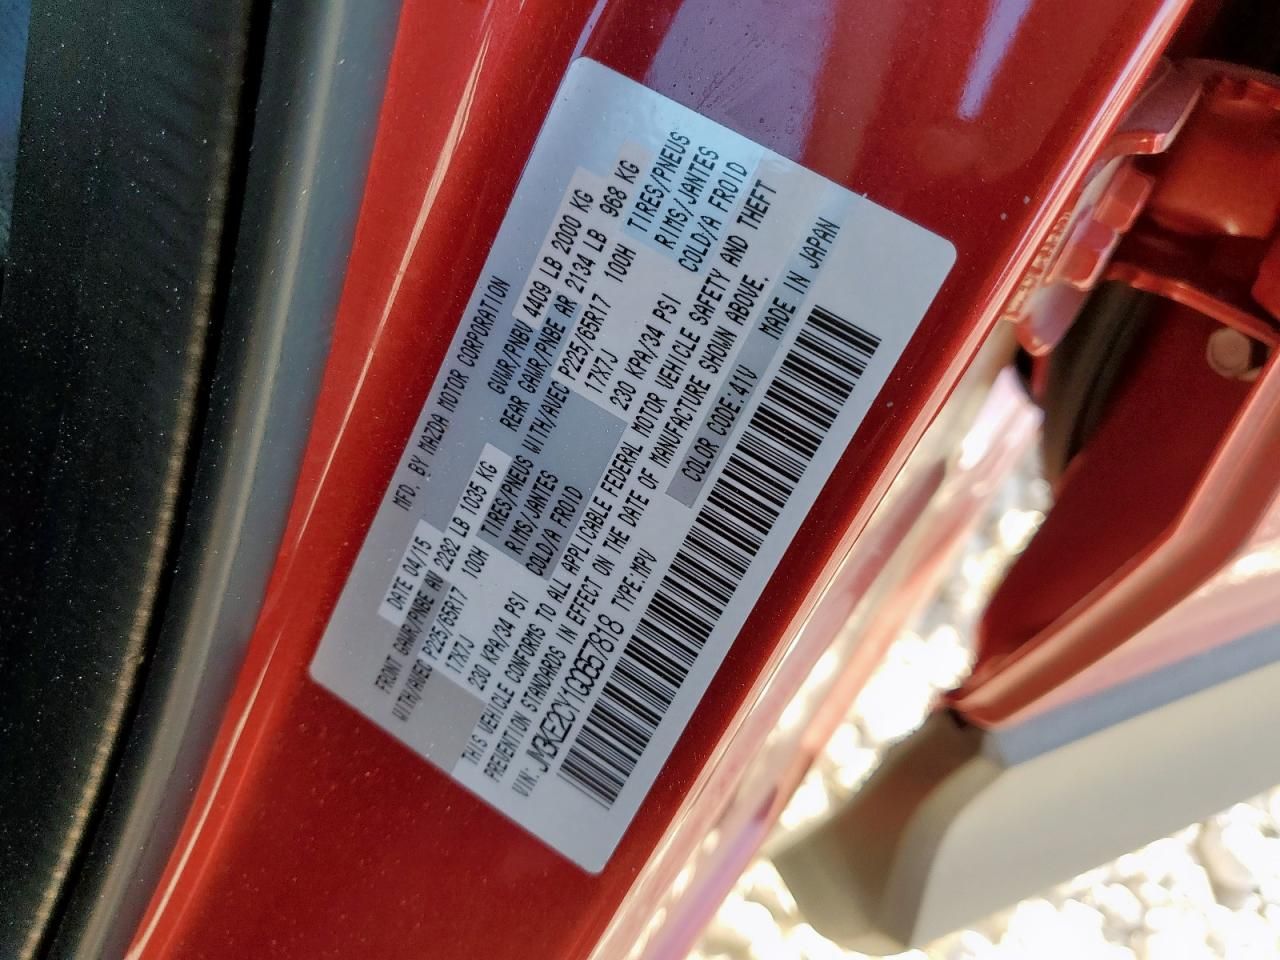 MFD. BY MAZDA MOTOR CORPORATION
DATE 04/15 GVWR/PNBV 4409 LB 2000 KG
FRONT GAWR/PNBE AV 2282 LB 1035 KG REAR GAWR/PNBE AR 2134 LB 968 KG
WITH/AVEC P225/65R17 100H TIRES/PNEUS WITH/AVEC P225/65R17 100H TIRES/PNEUS
17X7J RIMS/JANTES 17X7J RIMS/JANTES
230 KPA/34 PSI COLD/A FROID 230 KPA/34 PSI COLD/A FROID
THIS VEHICLE CONFORMS TO ALL APPLICABLE FEDERAL MOTOR VEHICLE SAFETY AND THEFT
PREVENTION STANDARDS IN EFFECT ON THE DATE OF MANUFACTURE SHOWN ABOVE.
VIN: JM3KE2CY1G0657818 TYPE:MPV COLOR CODE:41V MADE IN JAPAN